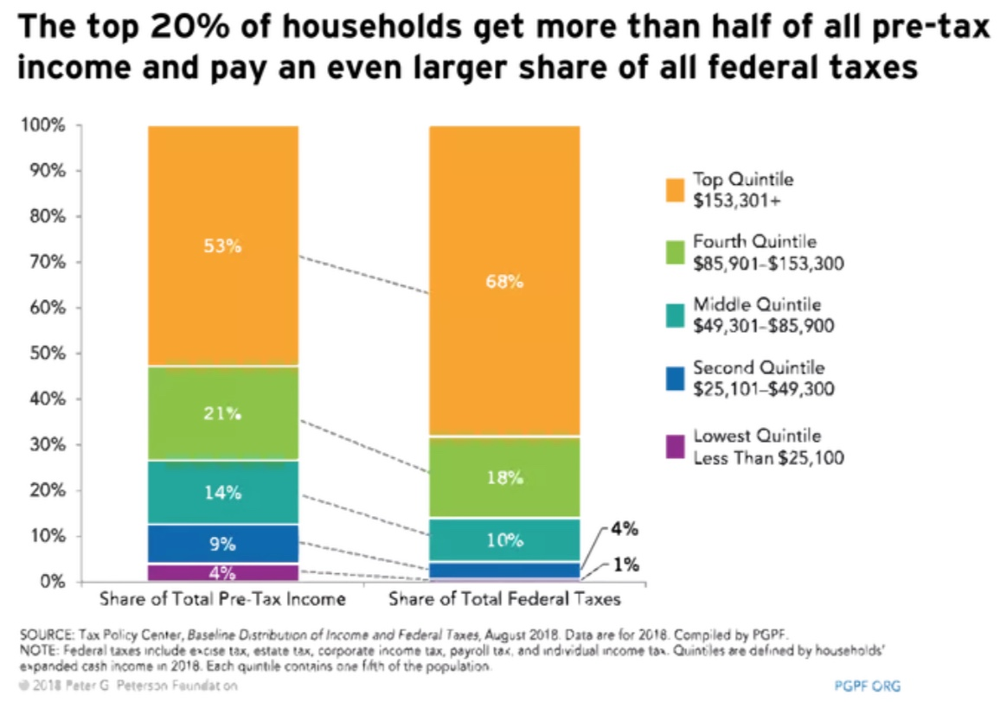 The top 20% of households get more than half of all pre-tax
income and pay an even larger share of all federal taxes
100%
90%
80%
70%
60%
50%
40%
30%
20%
10%
0%
53%
21%
14%
9%
4%
68%
18%
10%
4%
1%
Share of Total Pre-Tax Income
Share of Total Federal Taxes
Top Quintile
$153,301+
Fourth Quintile
$85,901–$153,300
Middle Quintile
$49,301–$85,900
Second Quintile
$25,101–$49,300
Lowest Quintile
Less Than $25,100
SOURCE: Tax Policy Center, Baseline Distribution of Income and Federal Taxes, August 2018. Data are for 2018. Compiled by PGPF.
NOTE: Federal taxes include excise tax, estate tax, corporate income tax, payroll tax, and individual income tax. Quintiles are defined by households'
expanded cash income in 2018. Each quintile contains one fifth of the population.
© 2018 Peter G. Peterson Foundation
PGPF.ORG